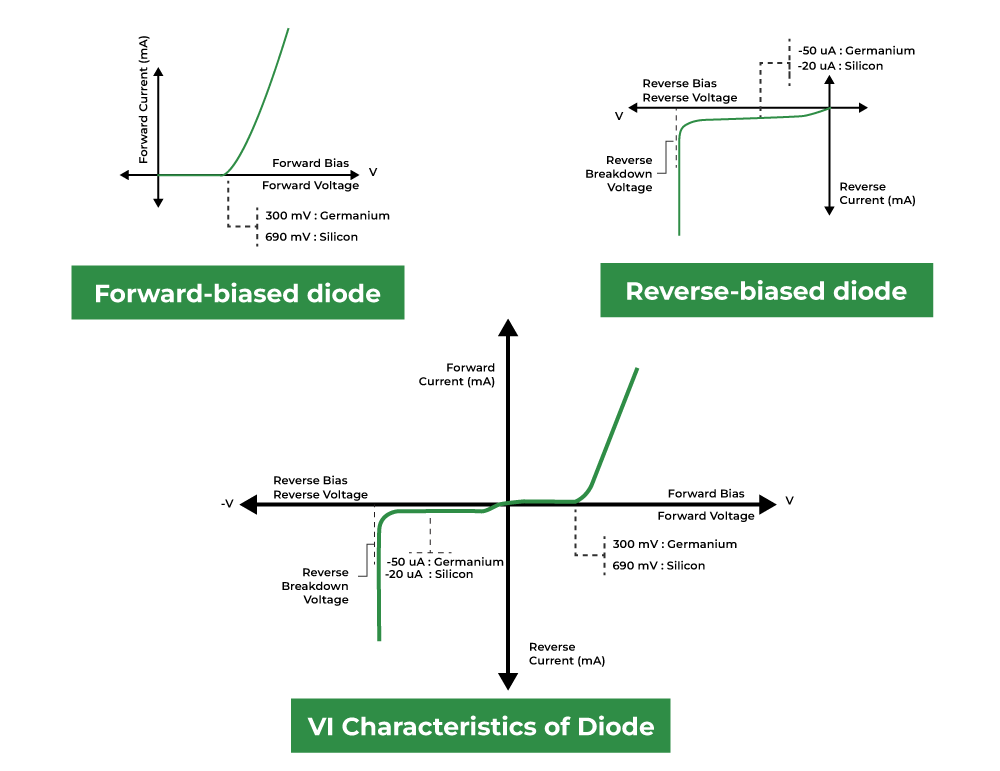 Forward Current (mA)
Forward Bias
V
Forward Voltage
300 mV : Germanium
690 mV : Silicon
Forward-biased diode
-50 uA : Germanium
-20 uA : Silicon
Reverse Bias
Reverse Voltage
V
Reverse
Breakdown
Voltage
Reverse
Current (mA)
Reverse-biased diode
Forward
Current (mA)
Reverse Bias
Reverse Voltage
-V
Forward Bias
V
Forward Voltage
300 mV : Germanium
690 mV : Silicon
-50 uA : Germanium
-20 uA : Silicon
Reverse
Breakdown
Voltage
Reverse
Current (mA)
VI Characteristics of Diode